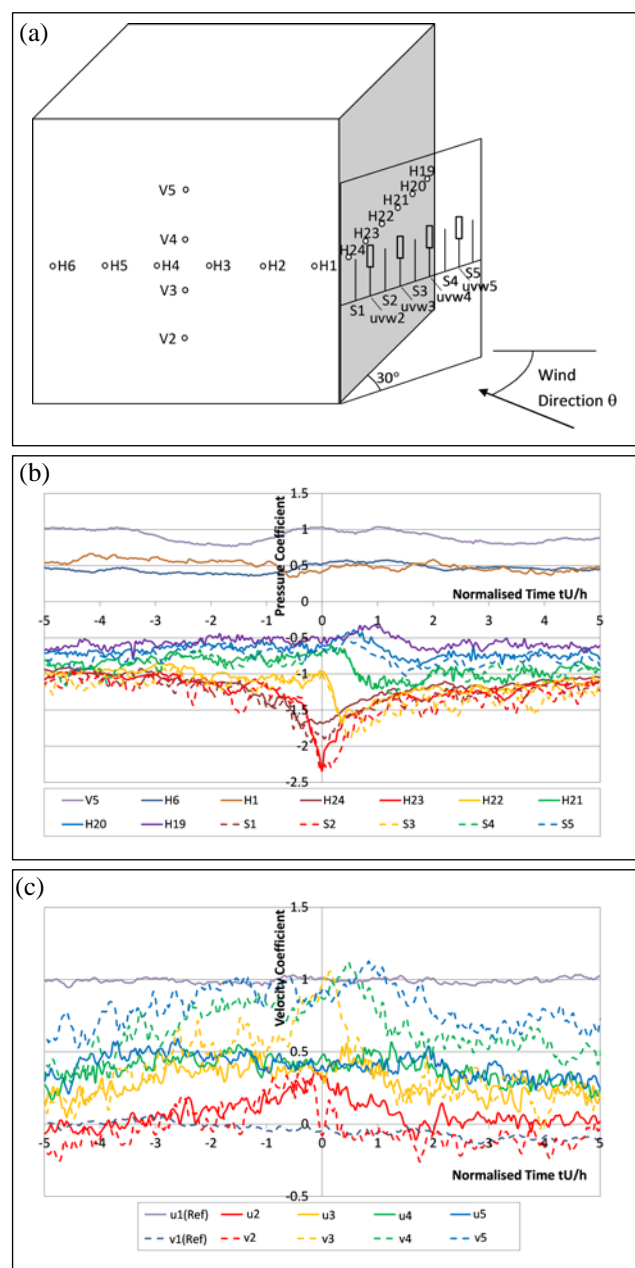 (a)
H19
V5
H20
H21
H22
V4
H23
H24
H6 H5 H4 H3 H2 H1
V3
S5
S4 uvw5
S3 uvw4
S2 uvw3
S1 uvw2
V2
30°
Wind
Direction θ
(b)
1.5
1
0.5
0
-0.5
-1
-1.5
-2
-2.5
Pressure Coefficient
Normalised Time tU/h
-5 -4 -3 -2 -1 0 1 2 3 4 5
V5 H6 H1 H24 H23 H22 H21
H20 H19 S1 S2 S3 S4 S5
(c)
1.5
1
0.5
0
-0.5
Velocity Coefficient
-5 -4 -3 -2 -1 0 1 2 3 4 5
Normalised Time tU/h
u1(Ref) u2 u3 u4 u5
v1(Ref) v2 v3 v4 v5